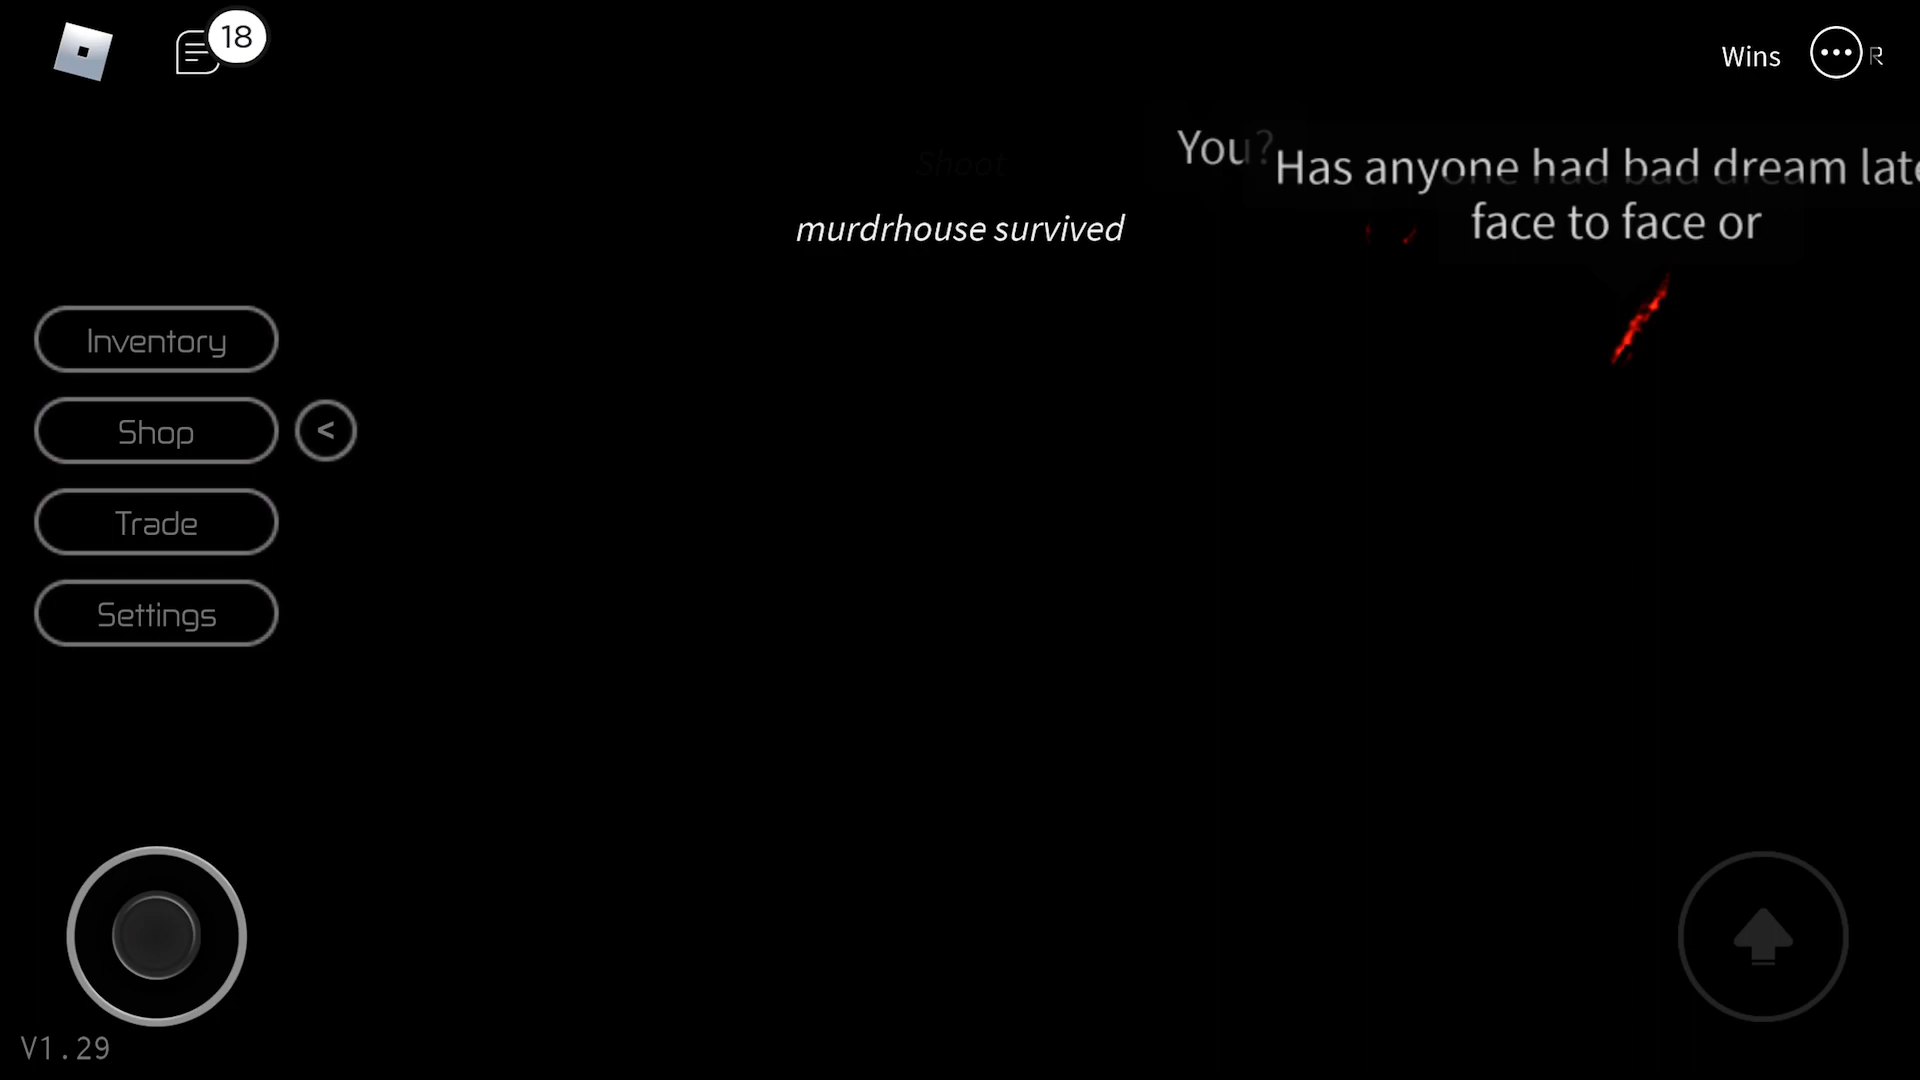 18
Wins
R
You?
Has anyone had bad dream late
face to face or
Shoot
murdrhouse survived
Inventory
Shop
<
Trade
Settings
V1.29